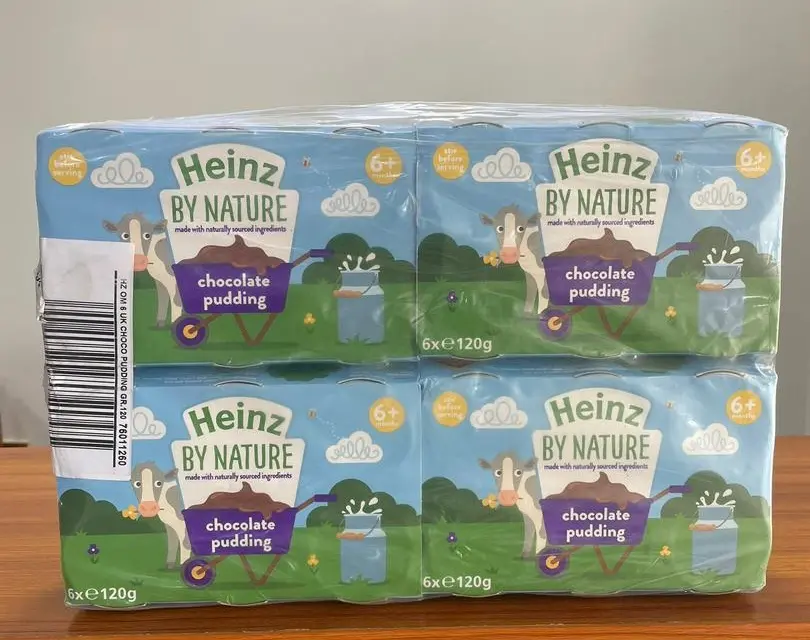 stir
before
serving
Heinz
BY NATURE
made with naturally sourced ingredients
6+
months
chocolate
pudding
stir
before
serving
Heinz
BY NATURE
made with naturally sourced ingredients
6+
months
chocolate
pudding
6x℮120g
HZ OM 6 UK CHOCO PUDDING GR.120 76011260
Heinz
BY NATURE
made with naturally sourced ingredients
6+
months
chocolate
pudding
6x℮120g
stir
before
serving
Heinz
BY NATURE
made with naturally sourced ingredients
6+
months
chocolate
pudding
6x℮120g